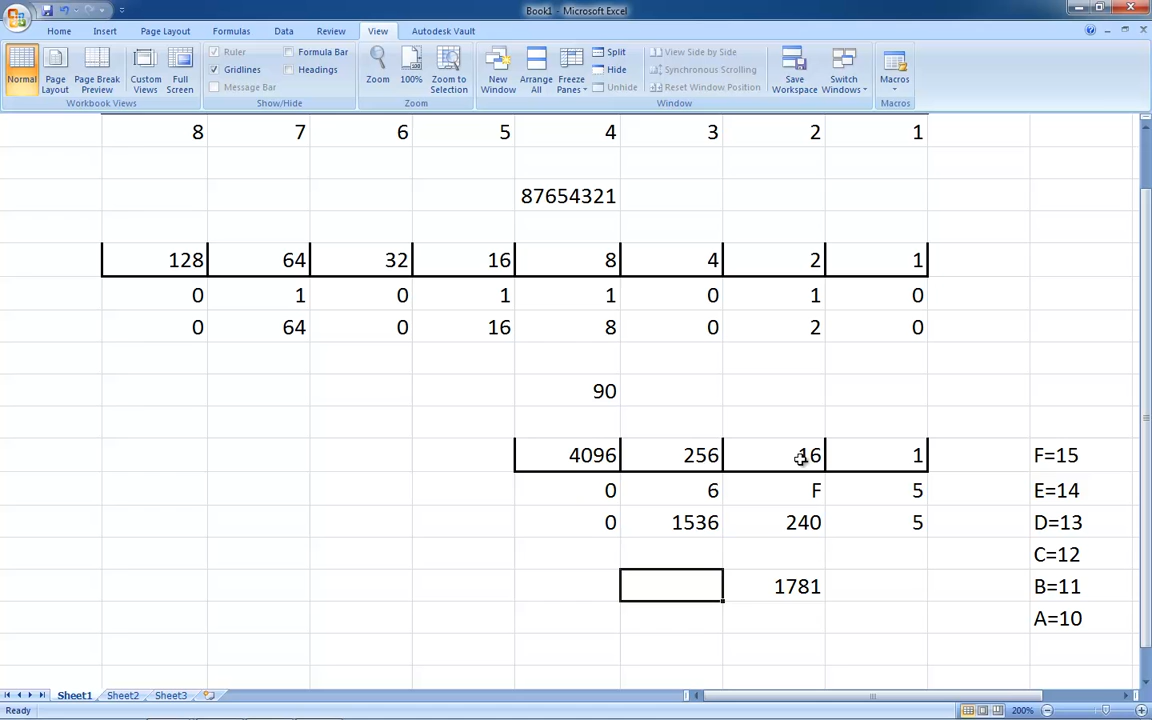 Book1 - Microsoft Excel
Home Insert Page Layout Formulas Data Review View Autodesk Vault
Normal
Page Layout
Page Break Preview
Custom Views
Full Screen
Workbook Views
Ruler
Formula Bar
Gridlines
Headings
Message Bar
Show/Hide
Zoom
100%
Zoom to Selection
Zoom
New Window
Arrange All
Freeze Panes
Split
Hide
Unhide
View Side by Side
Synchronous Scrolling
Reset Window Position
Window
Save Workspace
Switch Windows
Macros
Macros
8 7 6 5 4 3 2 1
87654321
128 64 32 16 8 4 2 1
0 1 0 1 1 0 1 0
0 64 0 16 8 0 2 0
90
4096 256 16 1 F=15
0 6 F 5 E=14
0 1536 240 5 D=13
C=12
1781 B=11
A=10
Sheet1 Sheet2 Sheet3
Ready 200%